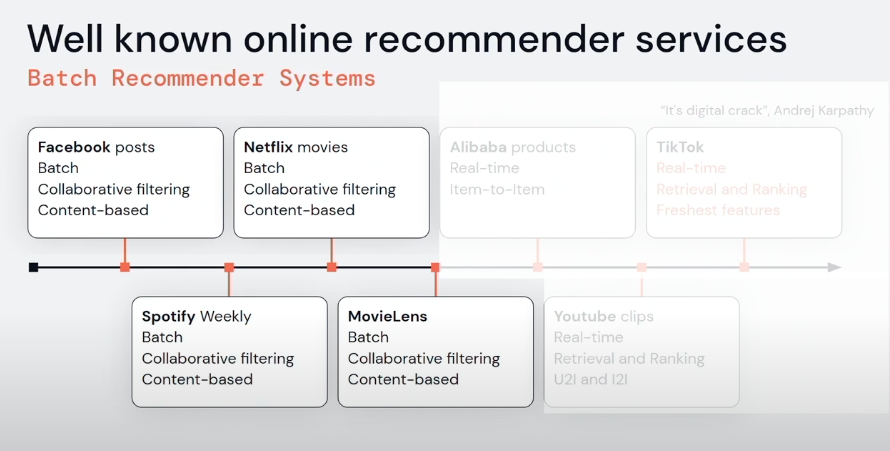 Well known online recommender services
Batch Recommender Systems
“It's digital crack”, Andrej Karpathy
Facebook posts
Batch
Collaborative filtering
Content-based
Netflix movies
Batch
Collaborative filtering
Content-based
Alibaba products
Real-time
Item-to-Item
TikTok
Real-time
Retrieval and Ranking
Freshest features
Spotify Weekly
Batch
Collaborative filtering
Content-based
MovieLens
Batch
Collaborative filtering
Content-based
Youtube clips
Real-time
Retrieval and Ranking
U2I and I2I